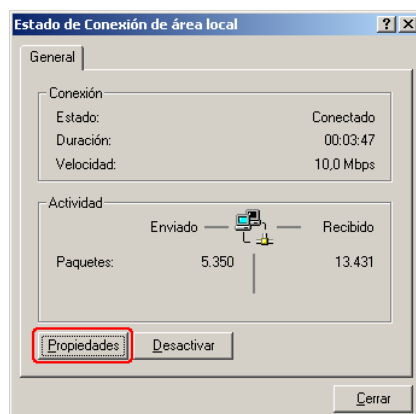 Estado de Conexión de área local
General
Conexión
Estado: Conectado
Duración: 00:03:47
Velocidad: 10,0 Mbps
Actividad
Enviado Recibido
Paquetes: 5.350 13.431
Propiedades Desactivar
Cerrar